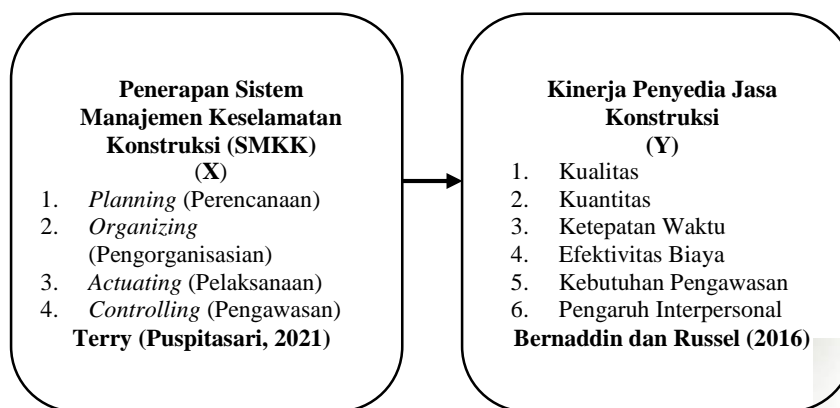 Penerapan Sistem
Manajemen Keselamatan
Konstruksi (SMKK)
(X)
1. Planning (Perencanaan)
2. Organizing
(Pengorganisasian)
3. Actuating (Pelaksanaan)
4. Controlling (Pengawasan)
Terry (Puspitasari, 2021)
Kinerja Penyedia Jasa
Konstruksi
(Y)
1. Kualitas
2. Kuantitas
3. Ketepatan Waktu
4. Efektivitas Biaya
5. Kebutuhan Pengawasan
6. Pengaruh Interpersonal
Bernaddin dan Russel (2016)